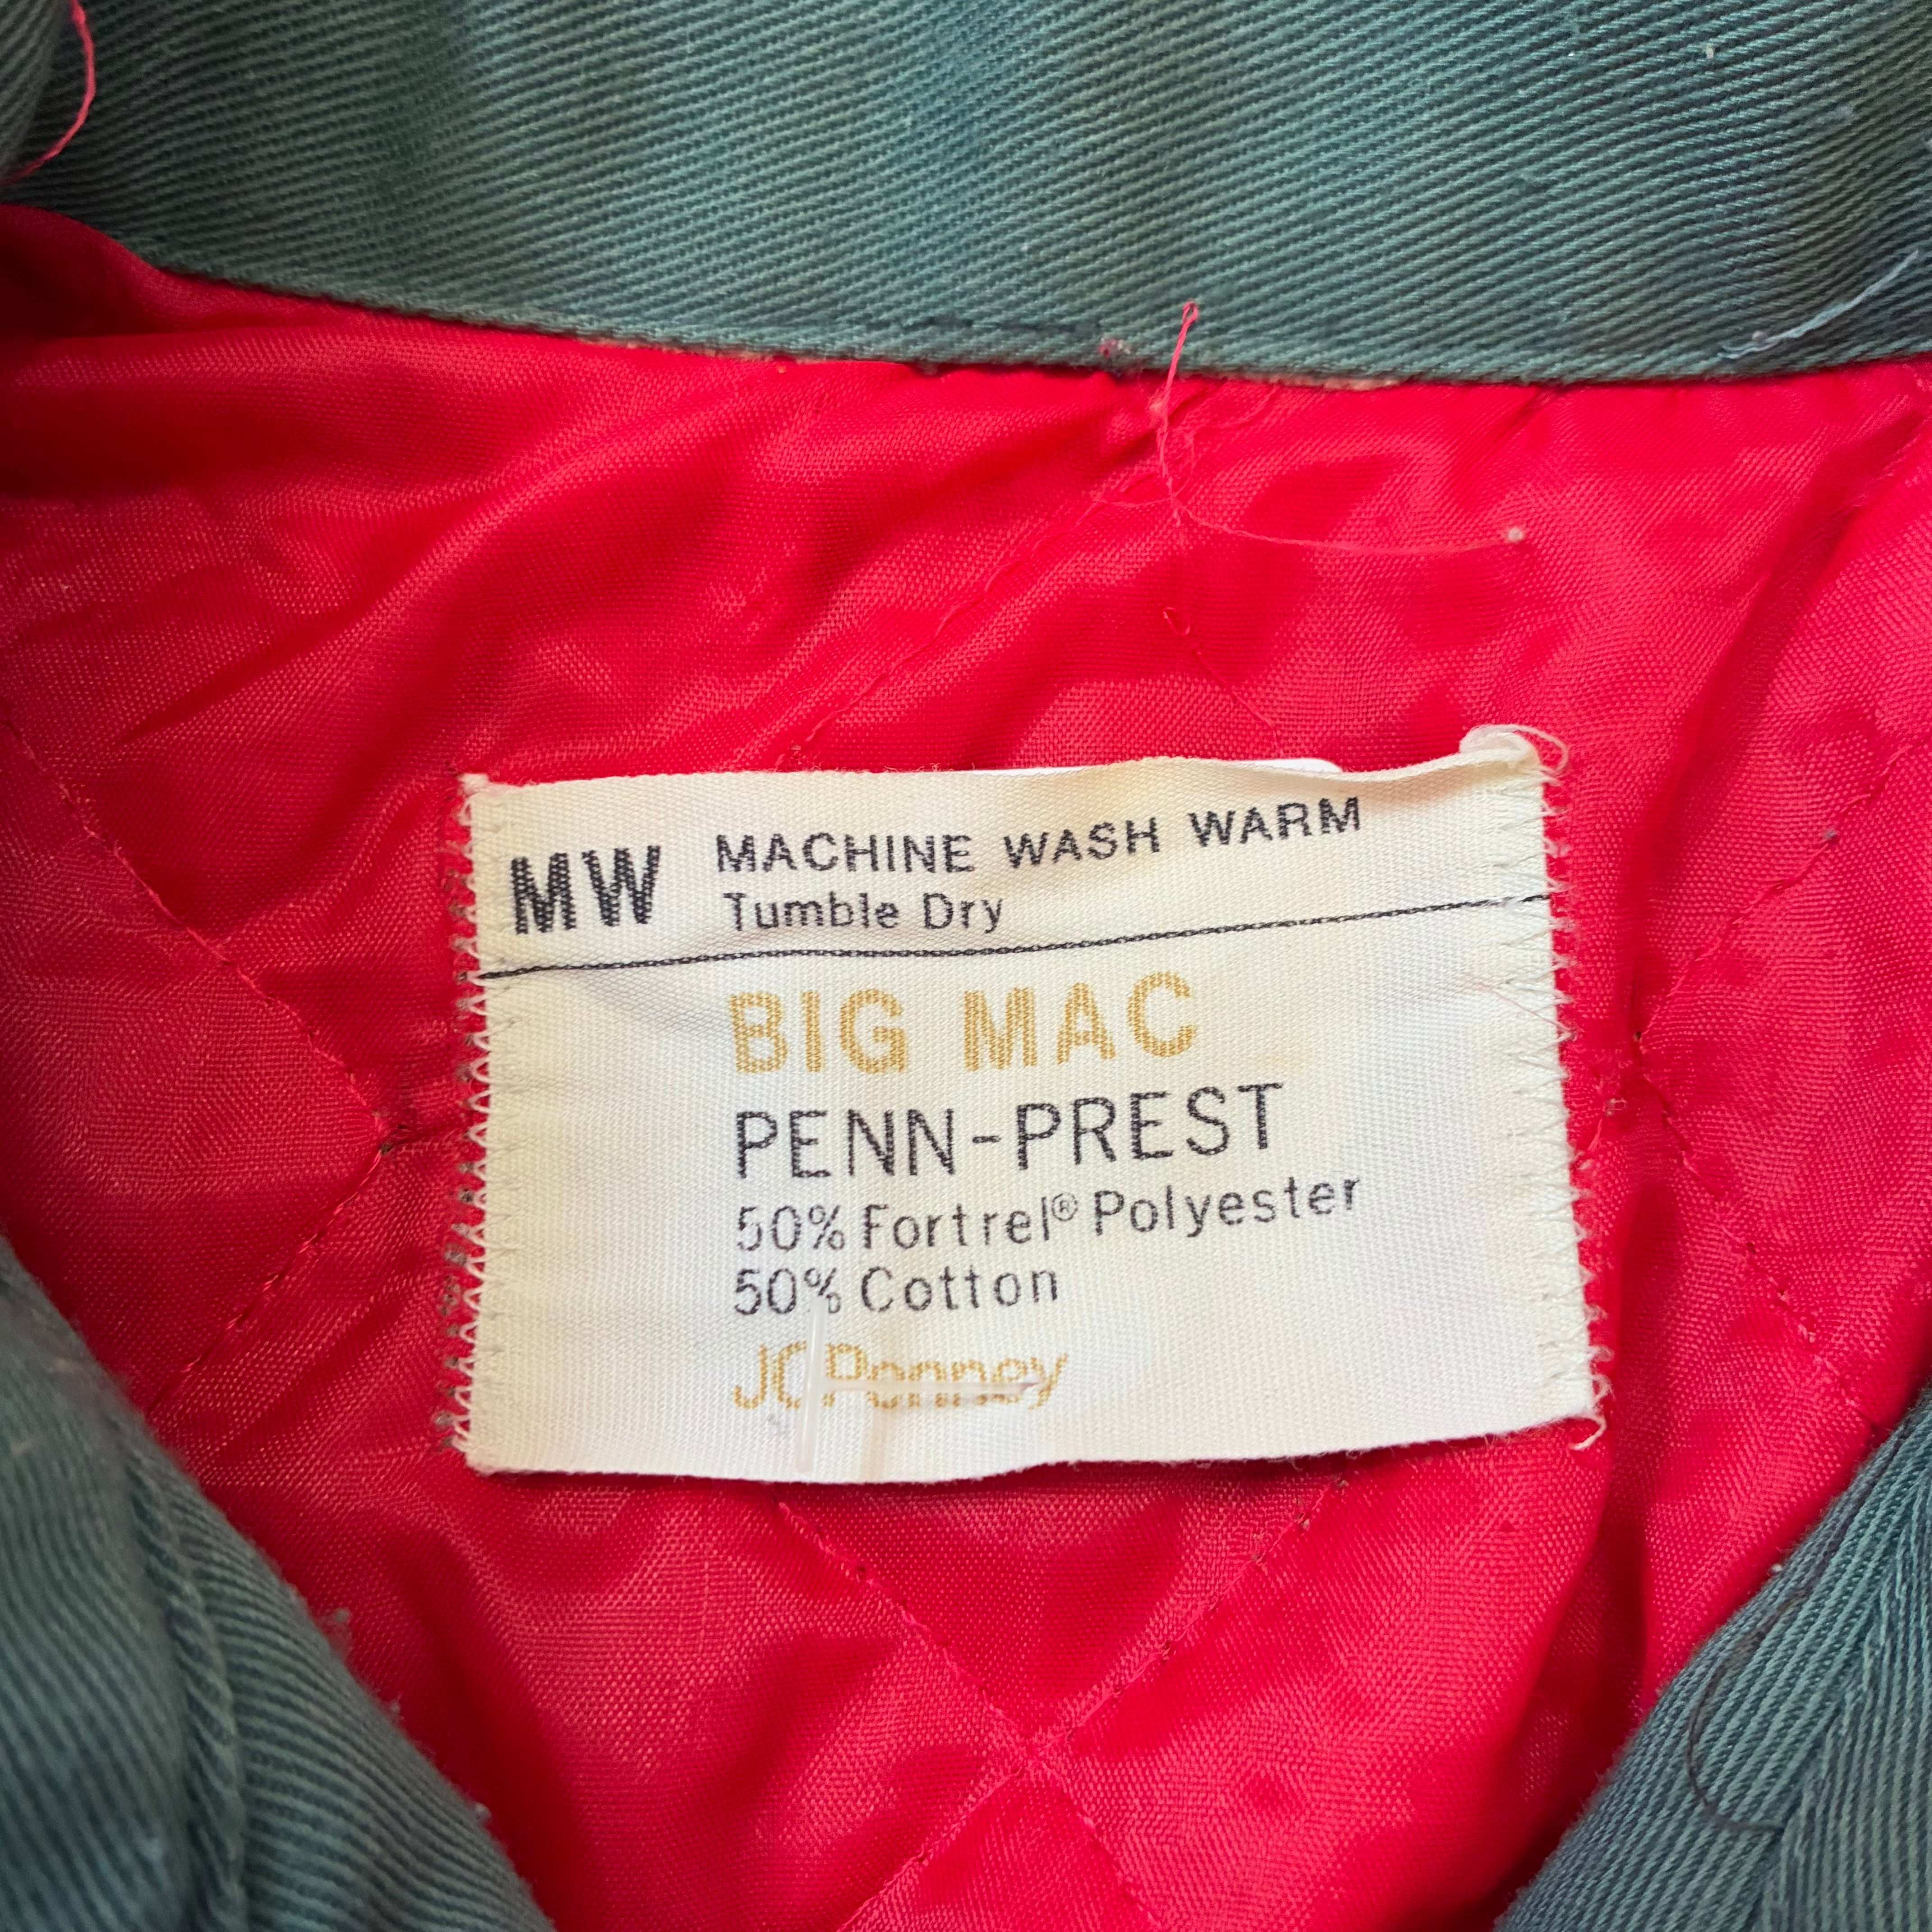 MW MACHINE WASH WARM
Tumble Dry
BIG MAC
PENN-PREST
50% Fortrel® Polyester
50% Cotton
JCPenney